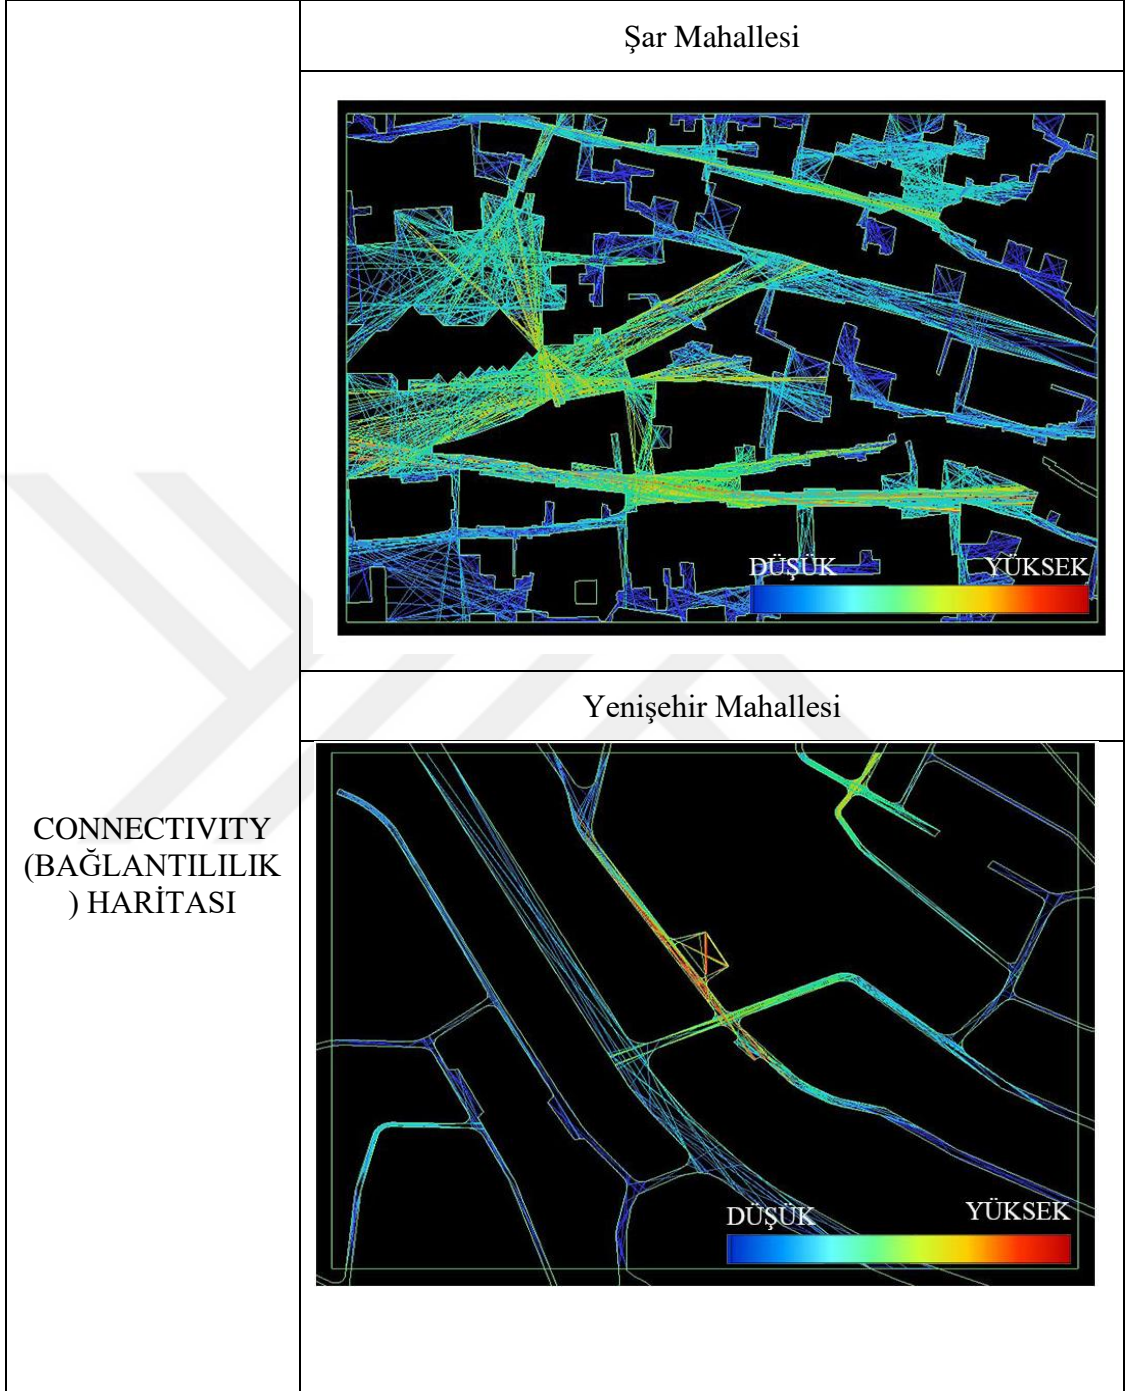 Şar Mahallesi
DÜŞÜK YÜKSEK
Yenişehir Mahallesi
CONNECTIVITY
(BAĞLANTILILIK
) HARİTASI
DÜŞÜK YÜKSEK